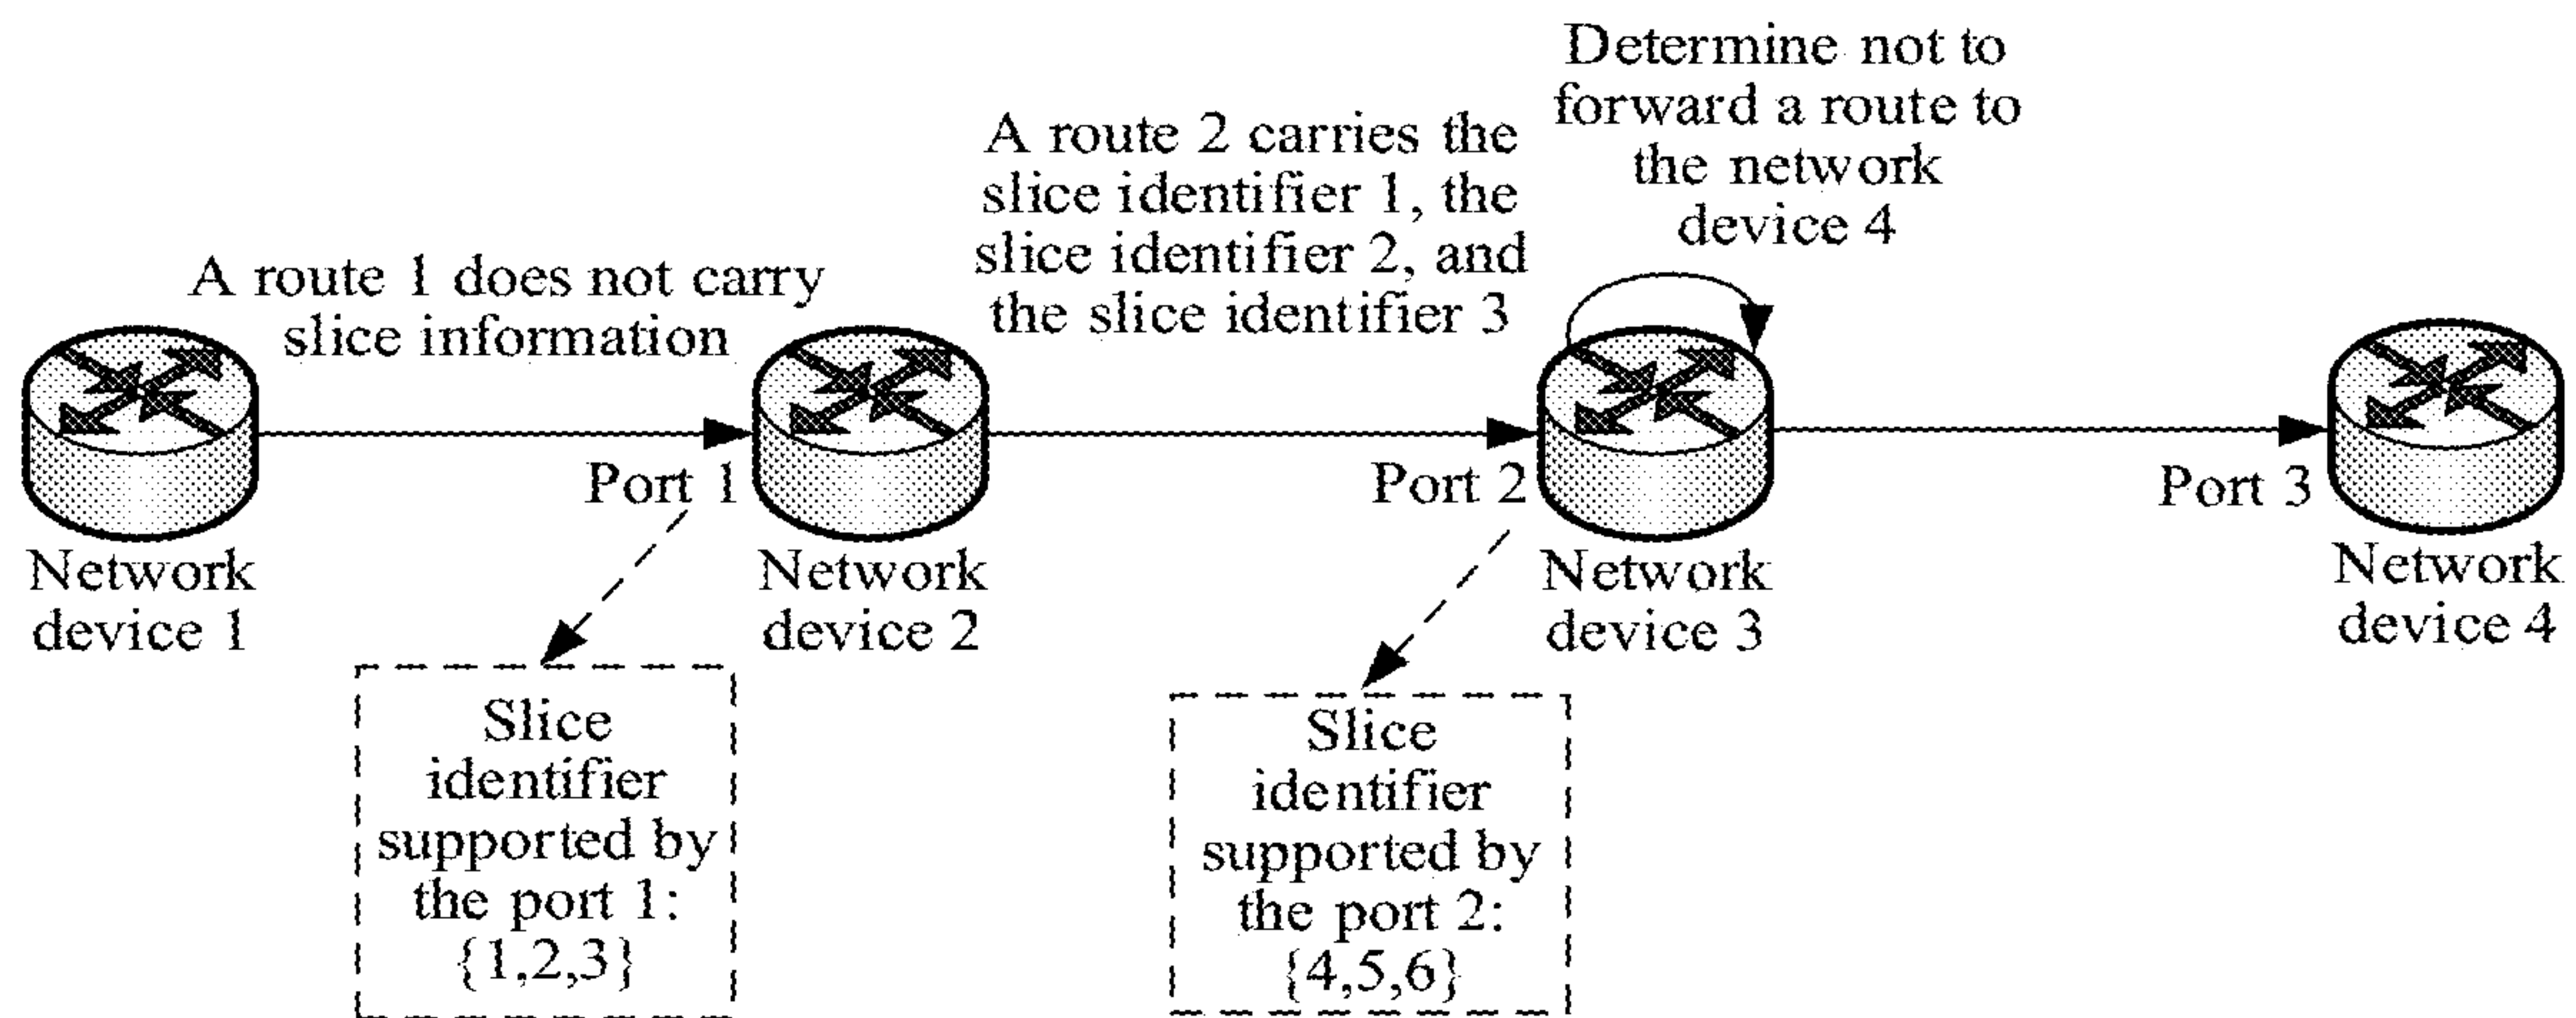 Determine not to
forward a route to
the network
device 4
A route 2 carries the
slice identifier 1, the
slice identifier 2, and
the slice identifier 3
A route 1 does not carry
slice information
Port 1
Port 2
Port 3
Network
device 1
Network
device 2
Network
device 3
Network
device 4
Slice
identifier
supported by
the port 1:
{1,2,3}
Slice
identifier
supported by
the port 2:
{4,5,6}